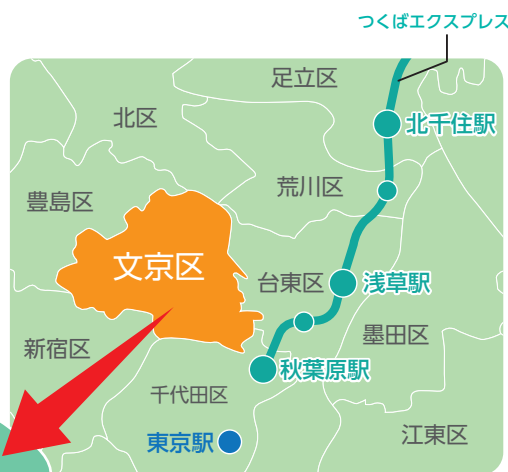 つくばエクスプレス
足立区
北区
北千住駅
荒川区
豊島区
文京区
台東区
浅草駅
墨田区
新宿区
秋葉原駅
千代田区
東京駅
江東区